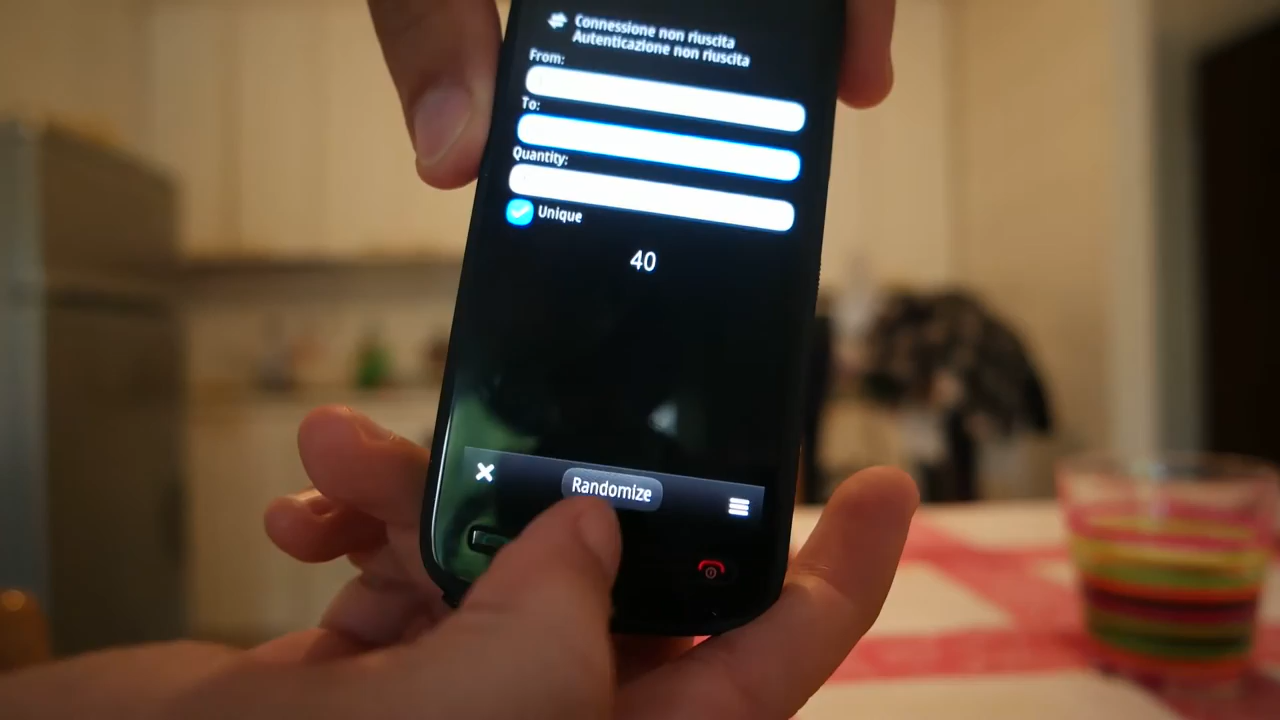 Connessione non riuscita
Autenticazione non riuscita
From:
To:
Quantity:
Unique
40
Randomize